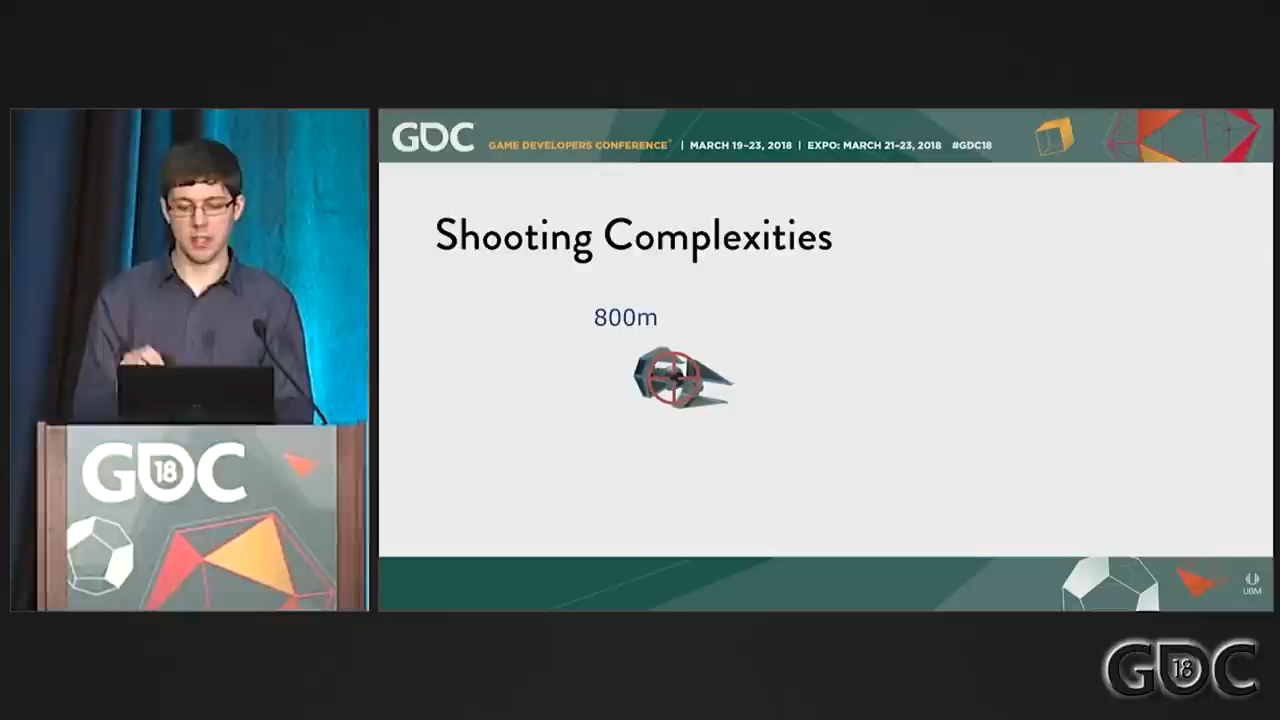 GDC GAME DEVELOPERS CONFERENCE | MARCH 19–23, 2018 | EXPO: MARCH 21–23, 2018 #GDC18
Shooting Complexities
800m
GDC 18
UBM
GDC 18